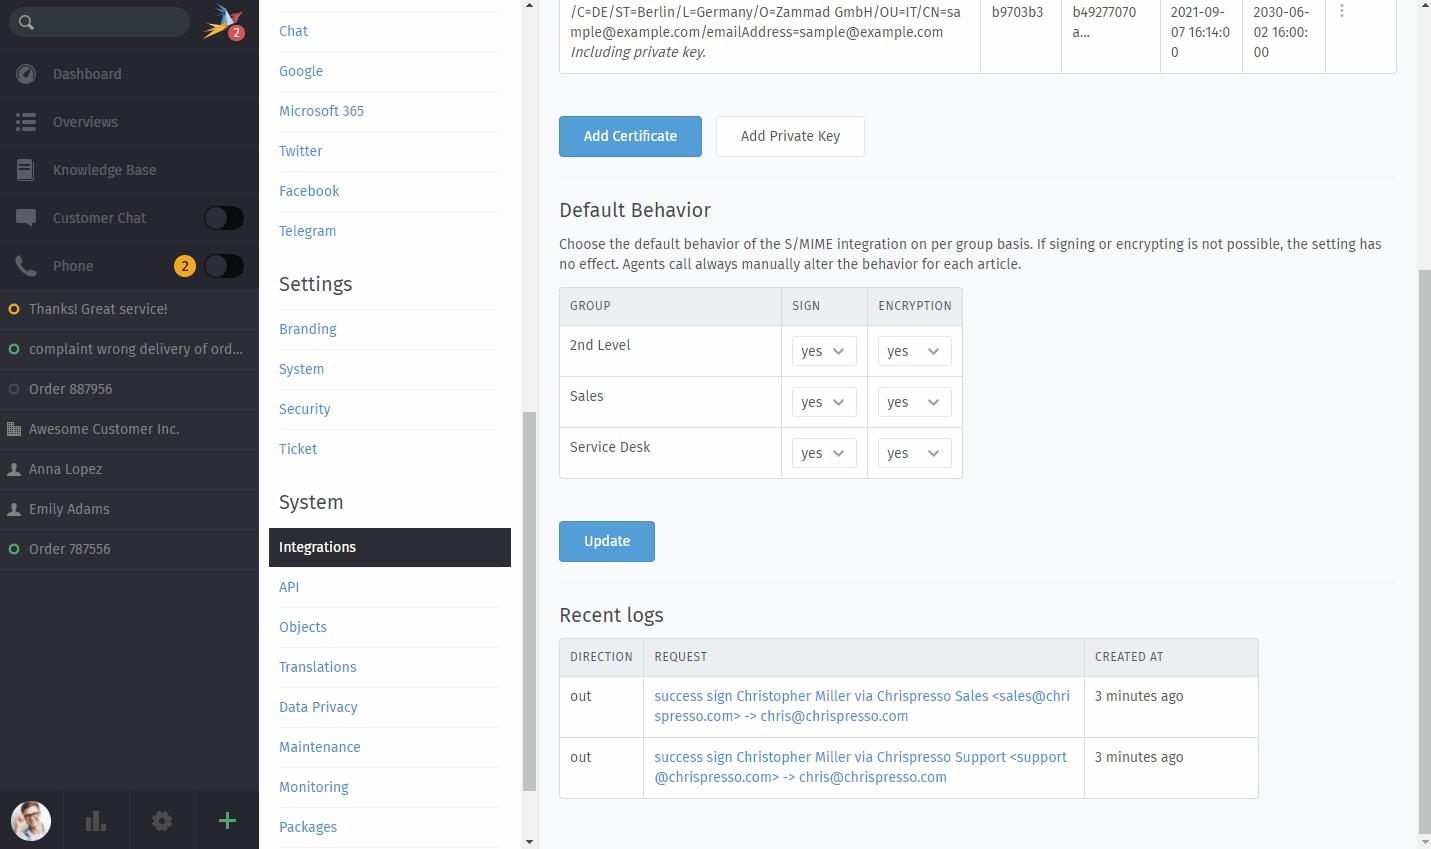 2
Dashboard
Overviews
Knowledge Base
Customer Chat
Phone
2
Thanks! Great service!
complaint wrong delivery of ord...
Order 887956
Awesome Customer Inc.
Anna Lopez
Emily Adams
Order 787556
Chat
Google
Microsoft 365
Twitter
Facebook
Telegram
Settings
Branding
System
Security
Ticket
System
Integrations
API
Objects
Translations
Data Privacy
Maintenance
Monitoring
Packages
/C=DE/ST=Berlin/L=Germany/O=Zammad GmbH/OU=IT/CN=sa
mple@example.com/emailAddress=sample@example.com
Including private key.
b9703b3
b49277070
a...
2021-09-
07 16:14:0
0
2030-06-
02 16:00:
00
Add Certificate
Add Private Key
Default Behavior
Choose the default behavior of the S/MIME integration on per group basis. If signing or encrypting is not possible, the setting has
no effect. Agents call always manually alter the behavior for each article.
GROUP SIGN ENCRYPTION
2nd Level yes yes
Sales yes yes
Service Desk yes yes
Update
Recent logs
DIRECTION REQUEST CREATED AT
out
success sign Christopher Miller via Chrispresso Sales <sales@chri
spresso.com> -> chris@chrispresso.com
3 minutes ago
out
success sign Christopher Miller via Chrispresso Support <support
@chrispresso.com> -> chris@chrispresso.com
3 minutes ago